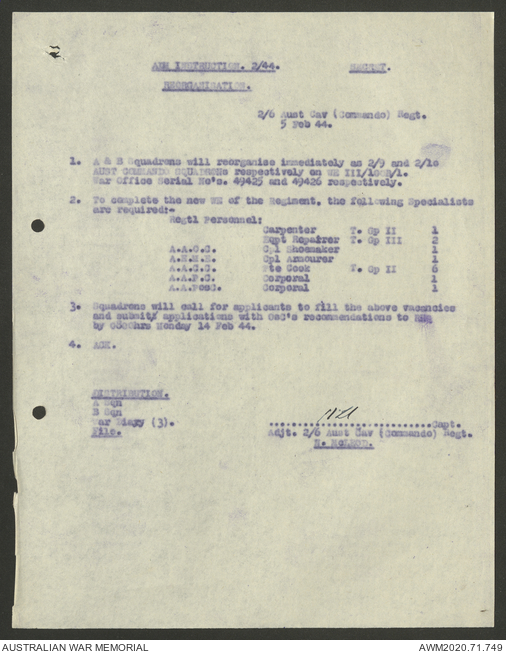 ADM INSTRUCTION. 2/44. SECRET.
REORGANISATION.
2/6 Aust Cav (Commando) Regt.
5 Feb 44.
1. A & B Squadrons will reorganise immediately as 2/9 and 2/10
AUST COMMANDO SQUADRONs respectively on WE III/
War Office Serial No's. 49425 and 49426 respectively.
2. To complete the new WE of the Regiment, the following Specialists
are required:-
Regtl Personnel:
Carpenter T. Gp II 1
Eqpt Repairer T. Gp III 2
A.A.O.C. Cpl Shoemaker 1
A.E.M.E. Cpl Armourer 1
A.A.C.C. Pte Cook T. Gp II 6
A.A.P.C. Corporal 1
Corporal 1
3. Squadrons will call for applicants to fill the above vacancies
and submit applications with OsC's recommendations to RHQ
by Monday 14 Feb 44.
4. ACK.
DISTRIBUTION.
A Sqn
B Sqn
War Diary (3).
File.
Capt.
Adjt. 2/6 Aust Cav (Commando) Regt.
N. McLEOD.
AUSTRALIAN WAR MEMORIAL
AWM2020.71.749